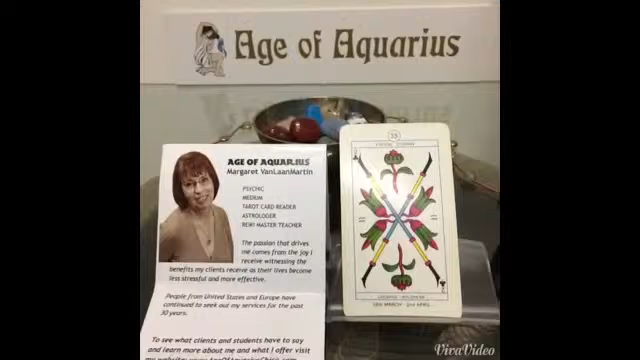 Age of Aquarius
AGE OF AQUARIUS
Margaret VanLaanMartin
PSYCHIC
MEDIUM
TAROT CARD READER
ASTROLOGER
REIKI MASTER TEACHER
The passion that drives
me comes from the joy I
receive witnessing the
benefits my clients receive as their lives become
less stressful and more effective.
People from United States and Europe have
continued to seek out my services for the past
30 years.
To see what clients and students have to say
and learn more about me and what I offer visit
35
VivaVideo